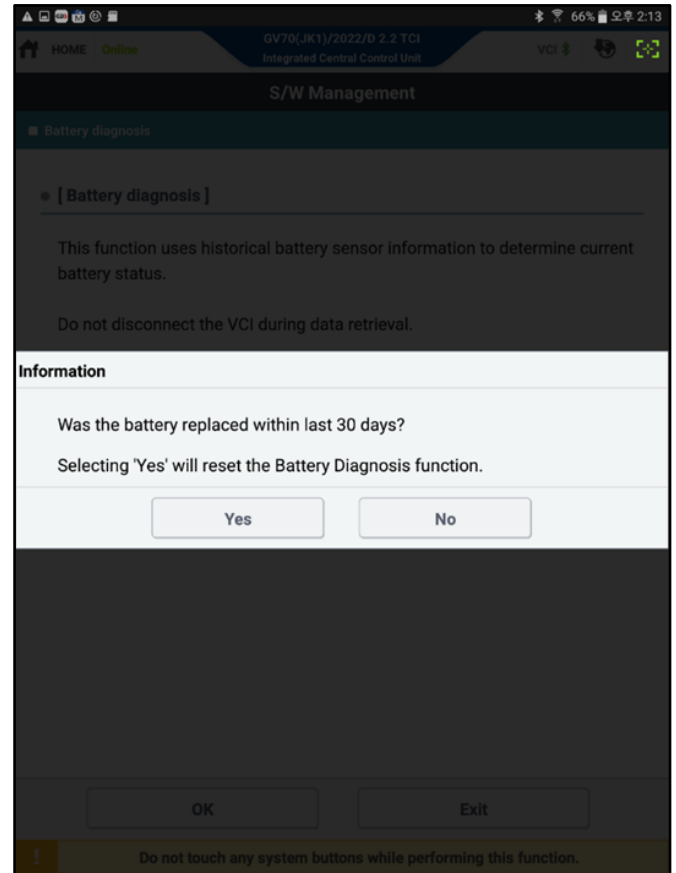 66% 오후 2:13
HOME Online
GV70(JK1)/2022/D 2.2 TCI
Integrated Central Control Unit
VCI
S/W Management
Battery diagnosis
[ Battery diagnosis ]
This function uses historical battery sensor information to determine current
battery status.
Do not disconnect the VCI during data retrieval.
Information
Was the battery replaced within last 30 days?
Selecting 'Yes' will reset the Battery Diagnosis function.
Yes No
OK Exit
! Do not touch any system buttons while performing this function.